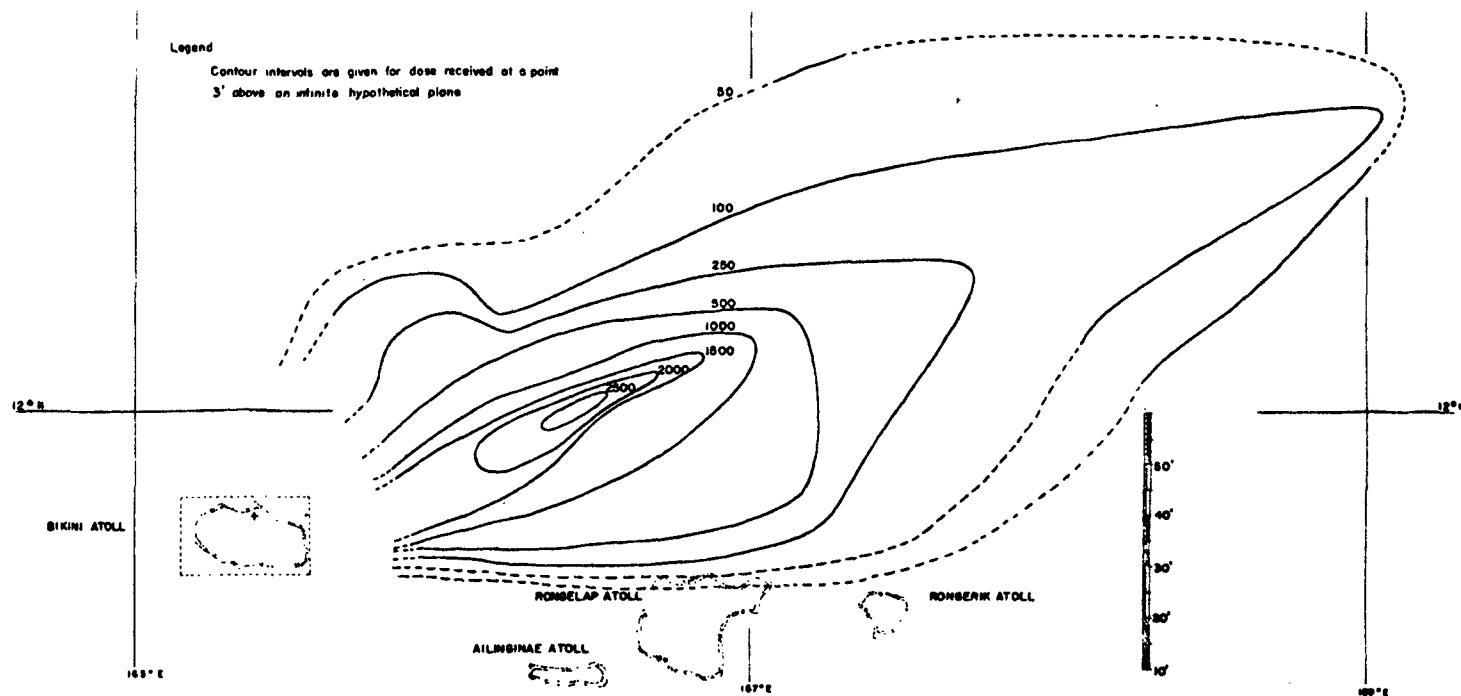 Legend
Contour intervals are given for dose received at a point
3' above an infinite hypothetical plane
50
100
250
500
1000
1500
2000
2500
12° N
12°
50'
40'
30'
20'
10'
BIKINI ATOLL
RONGELAP ATOLL
RONGERIK ATOLL
AILINGINAE ATOLL
165° E
167° E
169° E